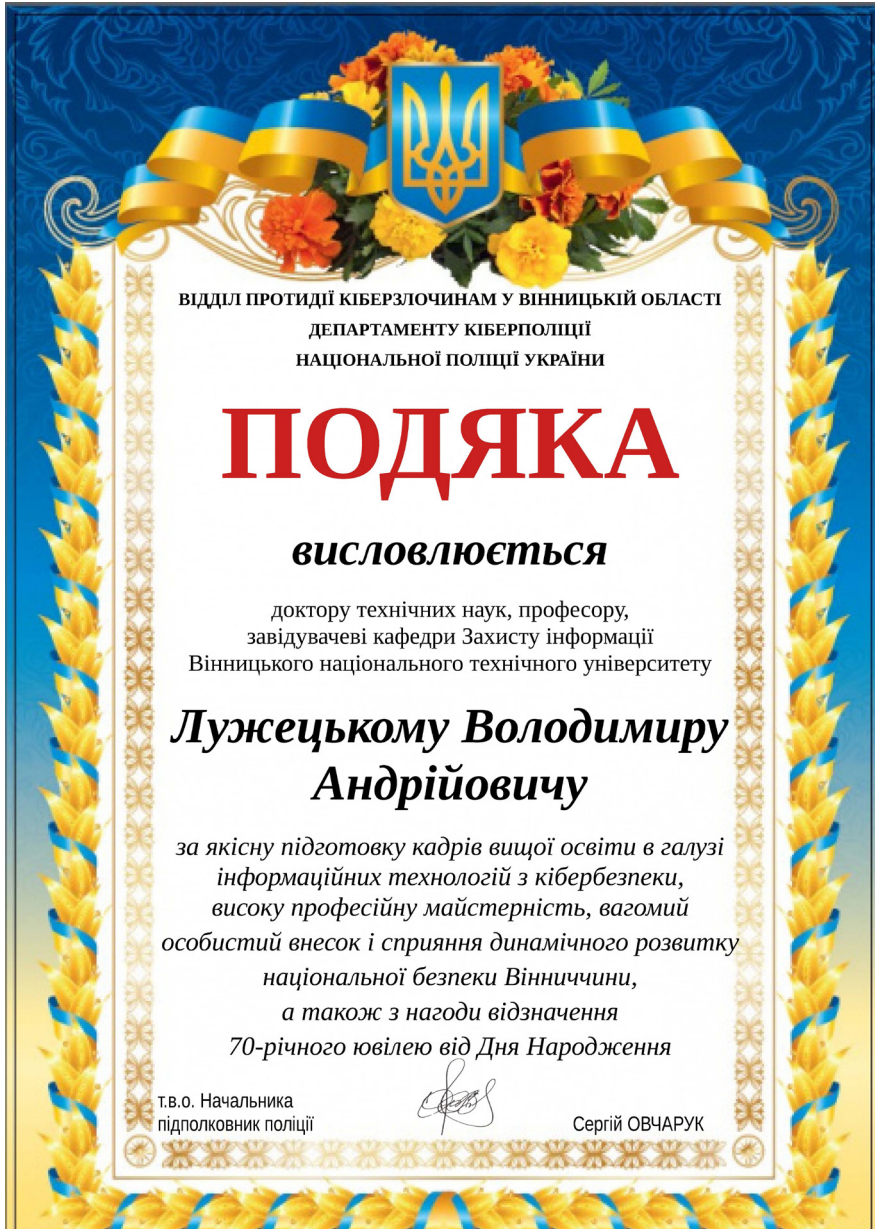 ВІДДІЛ ПРОТИДІЇ КІБЕРЗЛОЧИНАМ У ВІННИЦЬКІЙ ОБЛАСТІ
ДЕПАРТАМЕНТУ КІБЕРПОЛІЦІЇ
НАЦІОНАЛЬНОЇ ПОЛІЦІЇ УКРАЇНИ
ПОДЯКА
висловлюється
доктору технічних наук, професору,
завідувачеві кафедри Захисту інформації
Вінницького національного технічного університету
Лужецькому Володимиру
Андрійовичу
за якісну підготовку кадрів вищої освіти в галузі
інформаційних технологій з кібербезпеки,
високу професійну майстерність, вагомий
особистий внесок і сприяння динамічного розвитку
національної безпеки Вінниччини,
а також з нагоди відзначення
70-річного ювілею від Дня Народження
т.в.о. Начальника
підполковник поліції
Сергій ОВЧАРУК